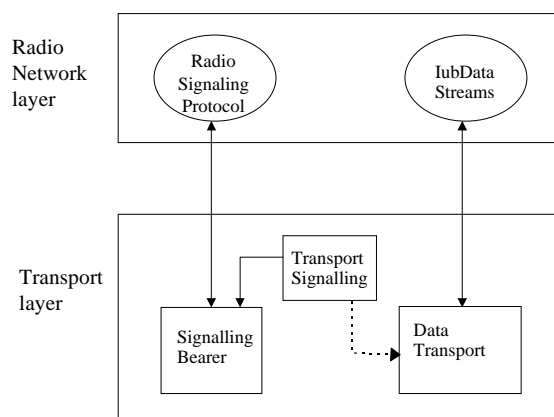 Radio
Network
layer
Radio
Signaling
Protocol
IubData
Streams
Transport
layer
Transport
Signalling
Signalling
Bearer
Data
Transport